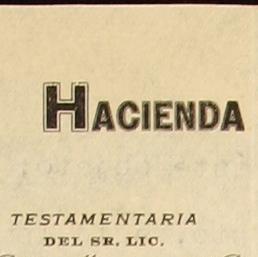 HACIENDA
TESTAMENTARIA
DEL SR. LIC.